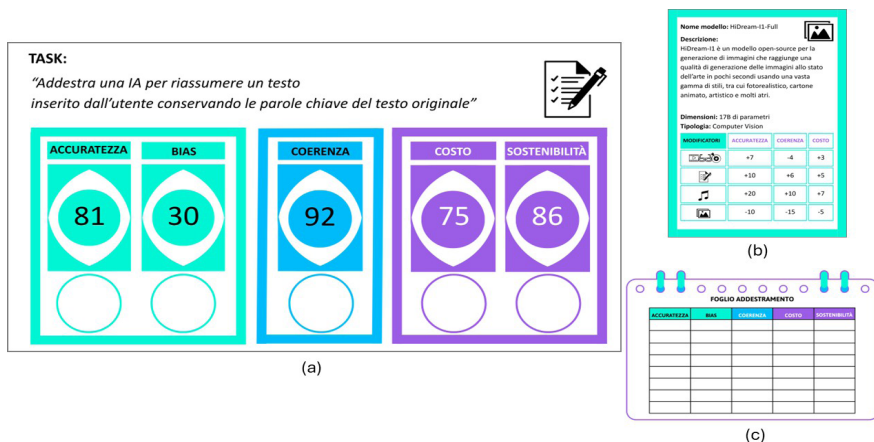 TASK:
"Addestra una IA per riassumere un testo
inserito dall'utente conservando le parole chiave del testo originale"
ACCURATEZZA
BIAS
COERENZA
COSTO
SOSTENIBILITÀ
81
30
92
75
86
(a)
Nome modello: HiDream-I1-Full
Descrizione:
HiDream-I1 è un modello open-source per la
generazione di immagini che raggiunge una
qualità di generazione delle immagini allo stato
dell'arte in pochi secondi usando una vasta
gamma di stili, tra cui fotorealistico, cartone
animato, artistico e molti atri.
Dimensioni: 17B di parametri
Tipologia: Computer Vision
MODIFICATORI ACCURATEZZA COERENZA COSTO
+7 -4 +3
+10 +6 +5
+20 +10 +7
-10 -15 -5
(b)
FOGLIO ADDESTRAMENTO
ACCURATEZZA BIAS COERENZA COSTO SOSTENIBILITÀ
(c)